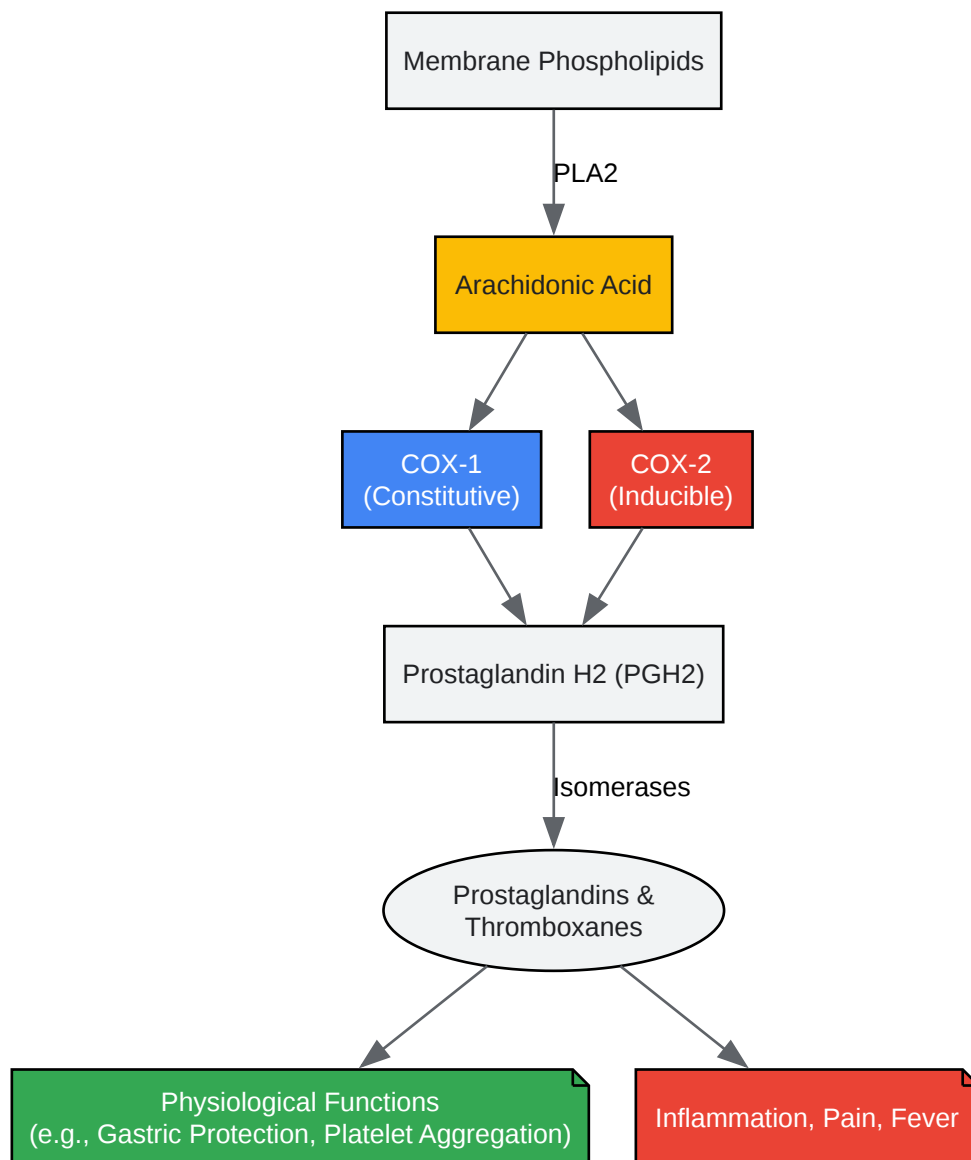 Membrane Phospholipids
PLA2
Arachidonic Acid
COX-1
(Constitutive)
COX-2
(Inducible)
Prostaglandin H2 (PGH2)
Isomerases
Prostaglandins &
Thromboxanes
Physiological Functions
(e.g., Gastric Protection, Platelet Aggregation)
Inflammation, Pain, Fever